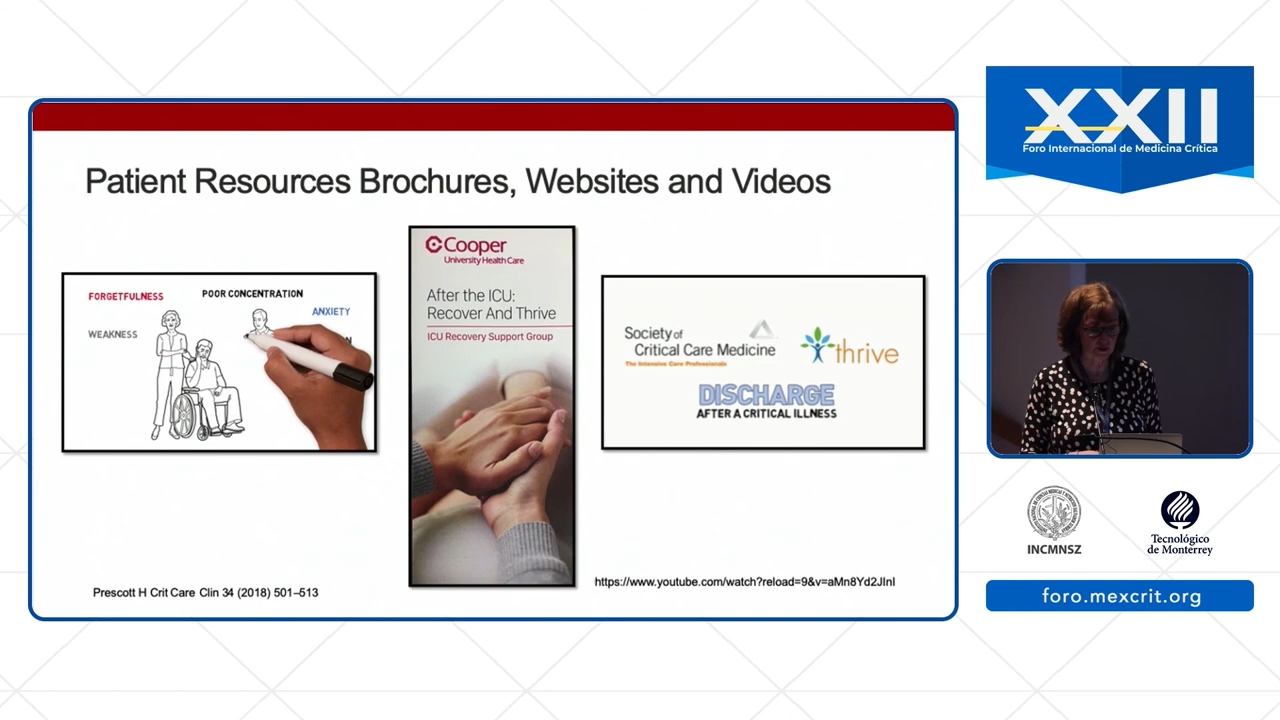 Patient Resources Brochures, Websites and Videos
FORGETFULNESS
POOR CONCENTRATION
ANXIETY
WEAKNESS
N
Cooper
University Health Care
After the ICU:
Recover And Thrive
ICU Recovery Support Group
Society of
Critical Care Medicine
The Intensive Care Professionals
thrive
DISCHARGE
AFTER A CRITICAL ILLNESS
Prescott H Crit Care Clin 34 (2018) 501–513
https://www.youtube.com/watch?reload=9&v=aMn8Yd2JInI
XXII
Foro Internacional de Medicina Crítica
INCMNSZ
Tecnológico
de Monterrey
foro.mexcrit.org